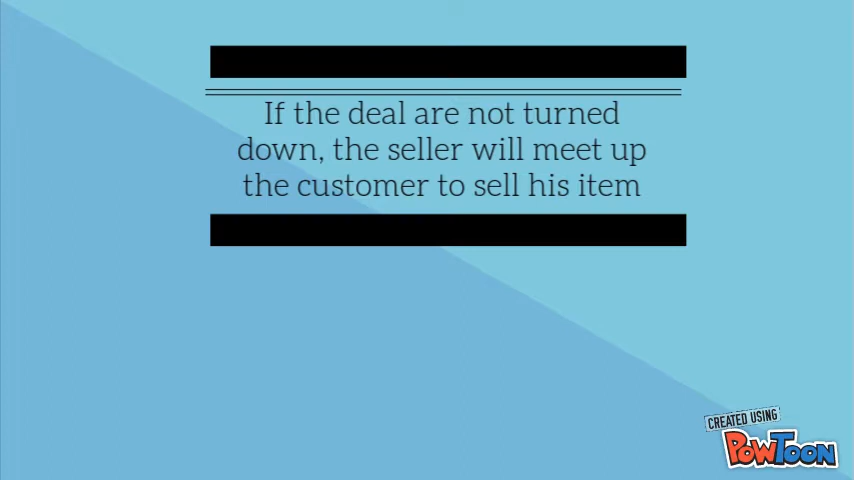 If the deal are not turned
down, the seller will meet up
the customer to sell his item
CREATED USING
POWTOON